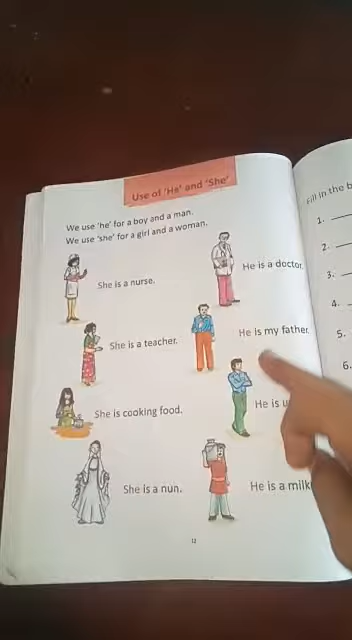 Use of 'He' and 'She'
We use 'he' for a boy and a man.
We use 'she' for a girl and a woman.
She is a nurse.
He is a doctor.
She is a teacher.
He is my father.
She is cooking food.
He is
She is a nun.
He is a milk
12
Fill in the b
1.
2.
3.
4.
5.
6.